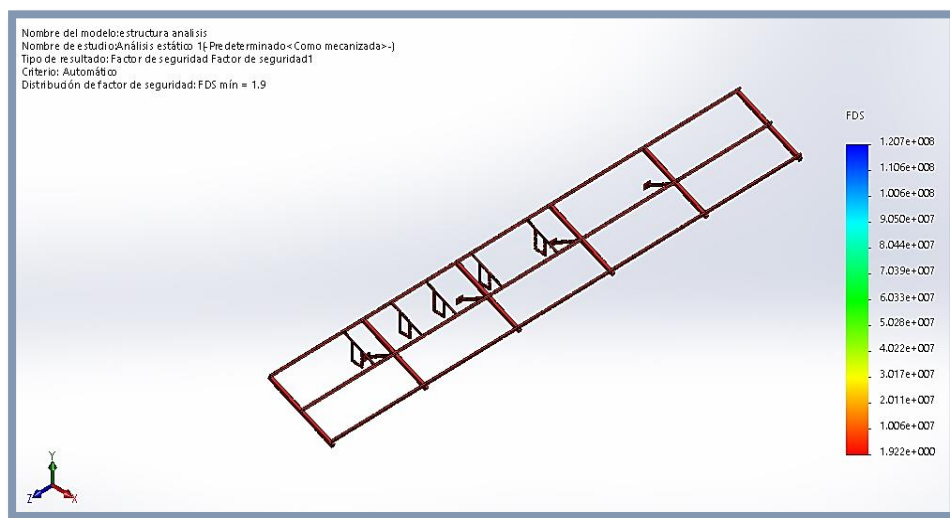 Nombre del modelo:estructura analisis
Nombre de estudio:Análisis estático 1(-Predeterminado<Como mecanizada>-)
Tipo de resultado: Factor de seguridad Factor de seguridad1
Criterio: Automático
Distribución de factor de seguridad: FDS mín = 1.9
FDS
1.207e+008
1.106e+008
1.006e+008
9.050e+007
8.044e+007
7.039e+007
6.033e+007
5.028e+007
4.022e+007
3.017e+007
2.011e+007
1.006e+007
1.922e+000
Y
Z
X